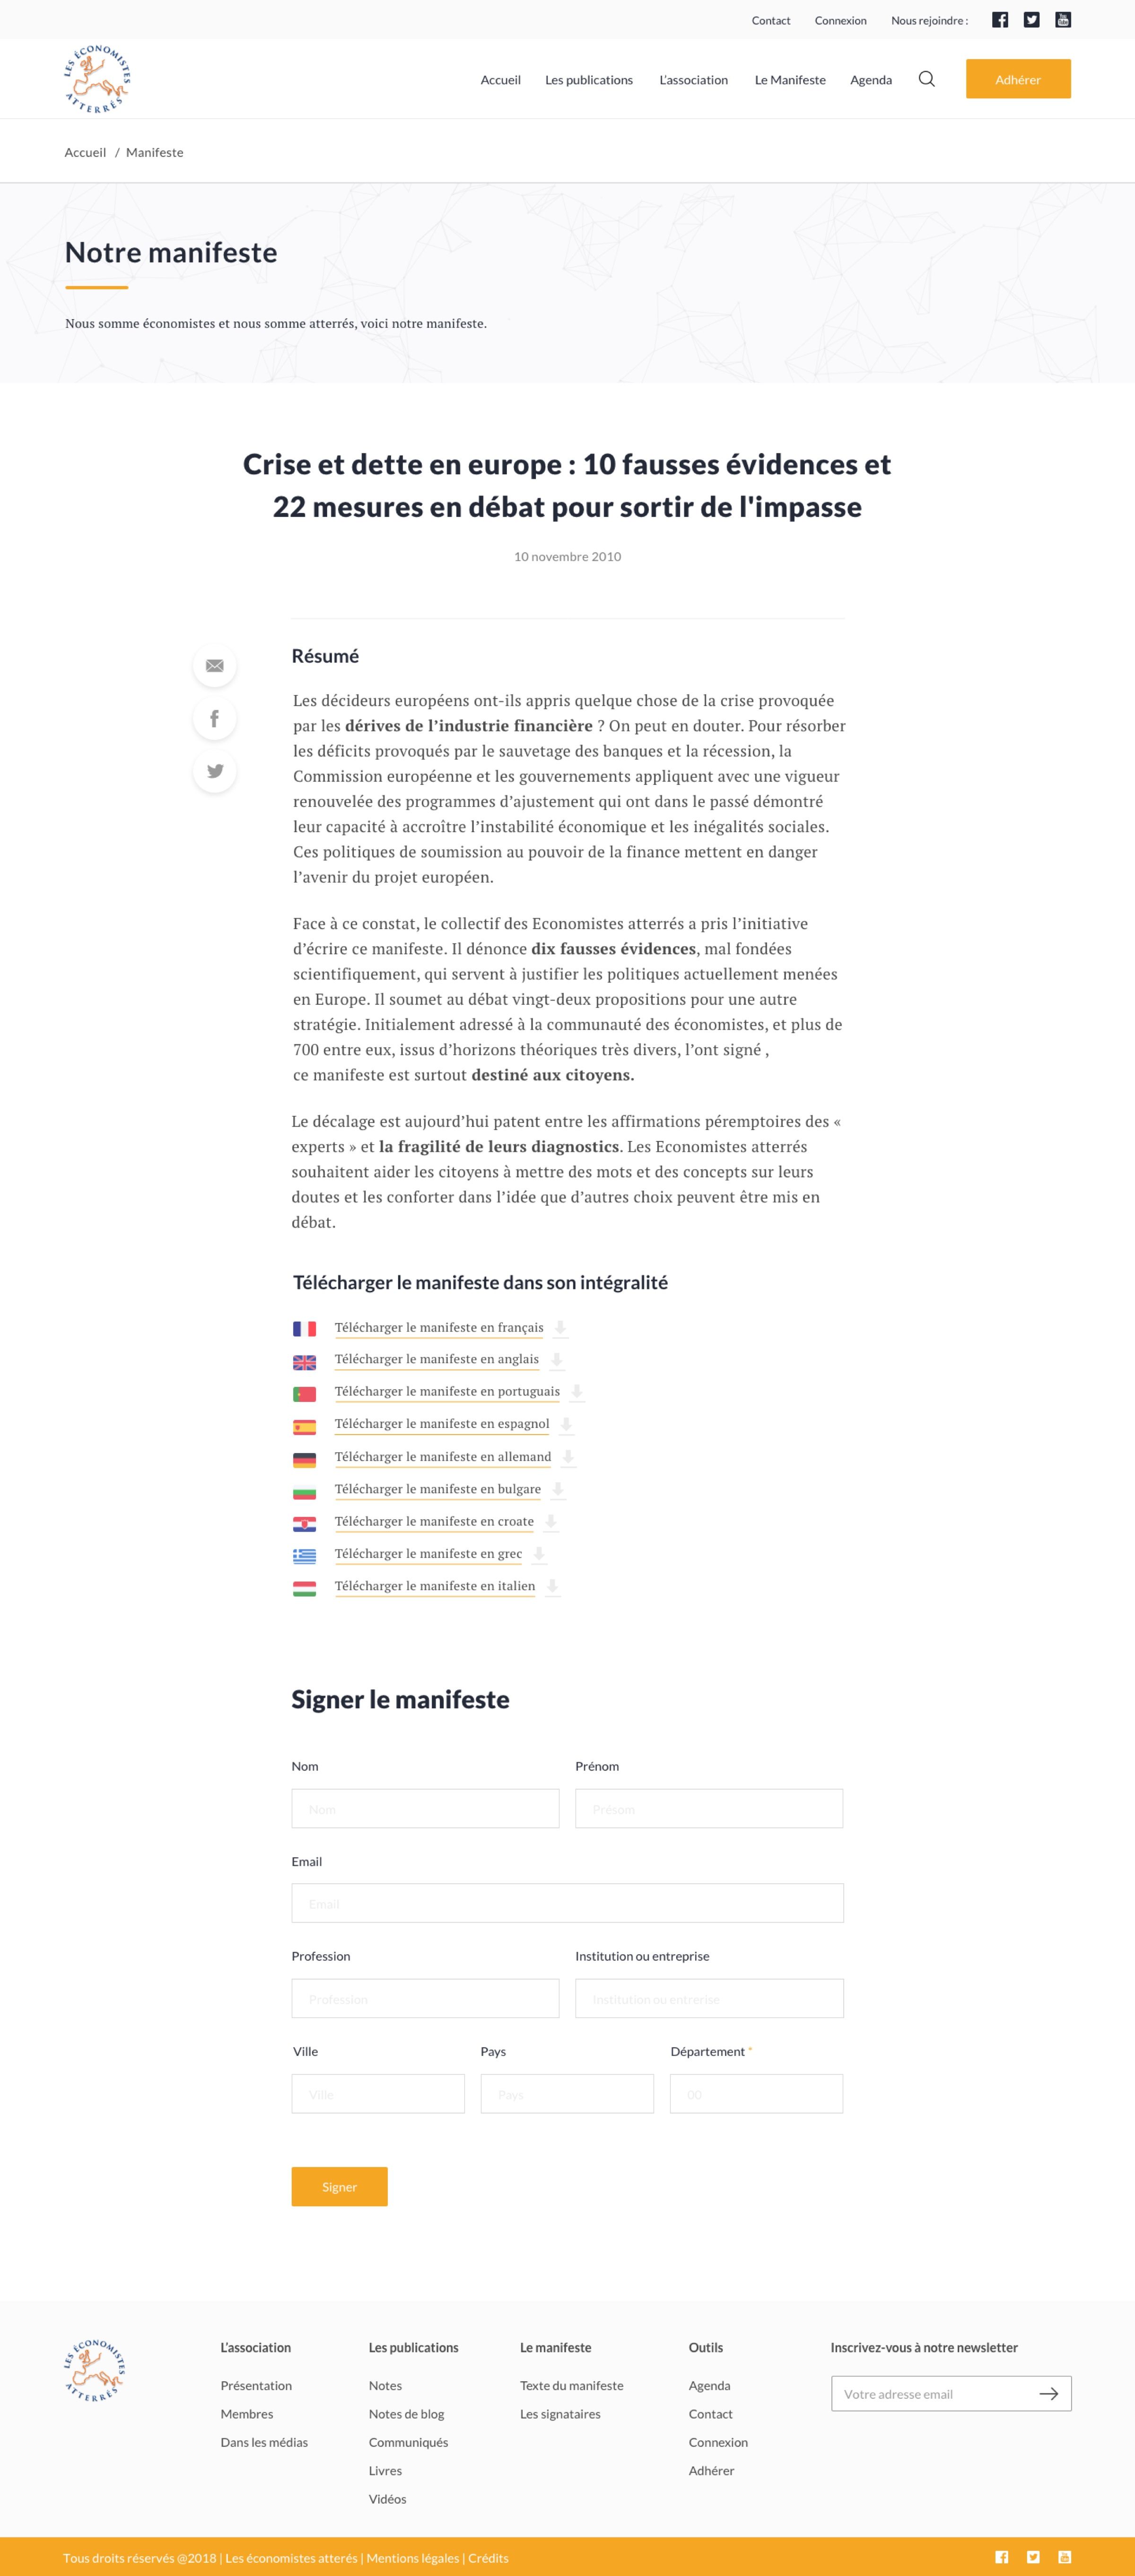 Contact Connexion Nous rejoindre :
LES ÉCONOMISTES ATTERRÉS
Accueil Les publications L'association Le Manifeste Agenda Adhérer
Accueil / Manifeste
Notre manifeste
Nous somme économistes et nous somme atterrés, voici notre manifeste.
Crise et dette en europe : 10 fausses évidences et
22 mesures en débat pour sortir de l'impasse
10 novembre 2010
Résumé
Les décideurs européens ont-ils appris quelque chose de la crise provoquée
par les dérives de l’industrie financière ? On peut en douter. Pour résorber
les déficits provoqués par le sauvetage des banques et la récession, la
Commission européenne et les gouvernements appliquent avec une vigueur
renouvelée des programmes d’ajustement qui ont dans le passé démontré
leur capacité à accroître l’instabilité économique et les inégalités sociales.
Ces politiques de soumission au pouvoir de la finance mettent en danger
l’avenir du projet européen.
Face à ce constat, le collectif des Economistes atterrés a pris l’initiative
d’écrire ce manifeste. Il dénonce dix fausses évidences, mal fondées
scientifiquement, qui servent à justifier les politiques actuellement menées
en Europe. Il soumet au débat vingt-deux propositions pour une autre
stratégie. Initialement adressé à la communauté des économistes, et plus de
700 entre eux, issus d’horizons théoriques très divers, l’ont signé ,
ce manifeste est surtout destiné aux citoyens.
Le décalage est aujourd’hui patent entre les affirmations péremptoires des «
experts » et la fragilité de leurs diagnostics. Les Economistes atterrés
souhaitent aider les citoyens à mettre des mots et des concepts sur leurs
doutes et les conforter dans l’idée que d’autres choix peuvent être mis en
débat.
Télécharger le manifeste dans son intégralité
Télécharger le manifeste en français
Télécharger le manifeste en anglais
Télécharger le manifeste en portuguais
Télécharger le manifeste en espagnol
Télécharger le manifeste en allemand
Télécharger le manifeste en bulgare
Télécharger le manifeste en croate
Télécharger le manifeste en grec
Télécharger le manifeste en italien
Signer le manifeste
Nom Prénom
Nom Présom
Email
Email
Profession Institution ou entreprise
Profession Institution ou entrerise
Ville Pays Département *
Ville Pays 00
Signer
LES ÉCONOMISTES ATTERRÉS
L'association Les publications Le manifeste Outils Inscrivez-vous à notre newsletter
Présentation Notes Texte du manifeste Agenda Votre adresse email
Membres Notes de blog Les signataires Contact
Dans les médias Communiqués Connexion
Livres Adhérer
Vidéos
Tous droits réservés @2018 | Les économistes atterés | Mentions légales | Crédits